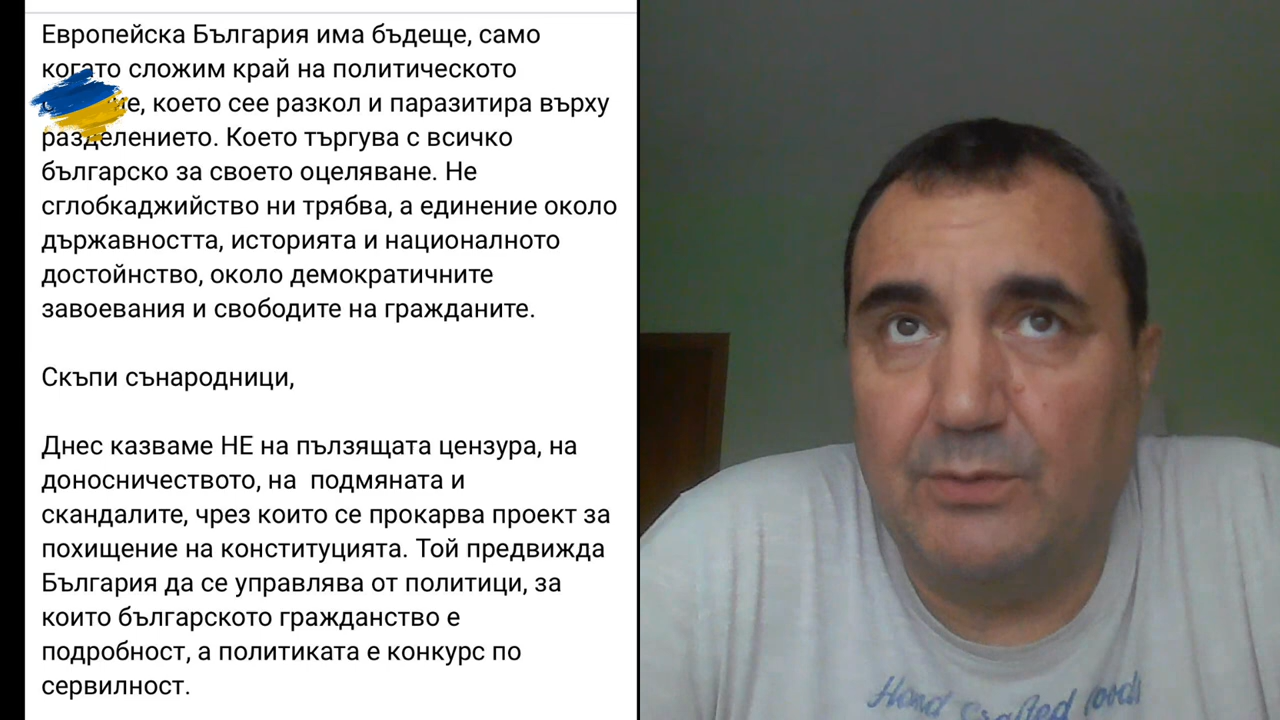 Европейска България има бъдеще, само
когато сложим край на политическото
което сее разкол и паразитира върху
разделението. Което търгува с всичко
българско за своето оцеляване. Не
сглобкаджийство ни трябва, а единение около
държавността, историята и националното
достойнство, около демократичните
завоевания и свободите на гражданите.
Скъпи сънародници,
Днес казваме НЕ на пълзящата цензура, на
доносничеството, на подмяната и
скандалите, чрез които се прокарва проект за
похищение на конституцията. Той предвижда
България да се управлява от политици, за
които българското гражданство е
подробност, а политиката е конкурс по
сервилност.
Hand Crafted Goods